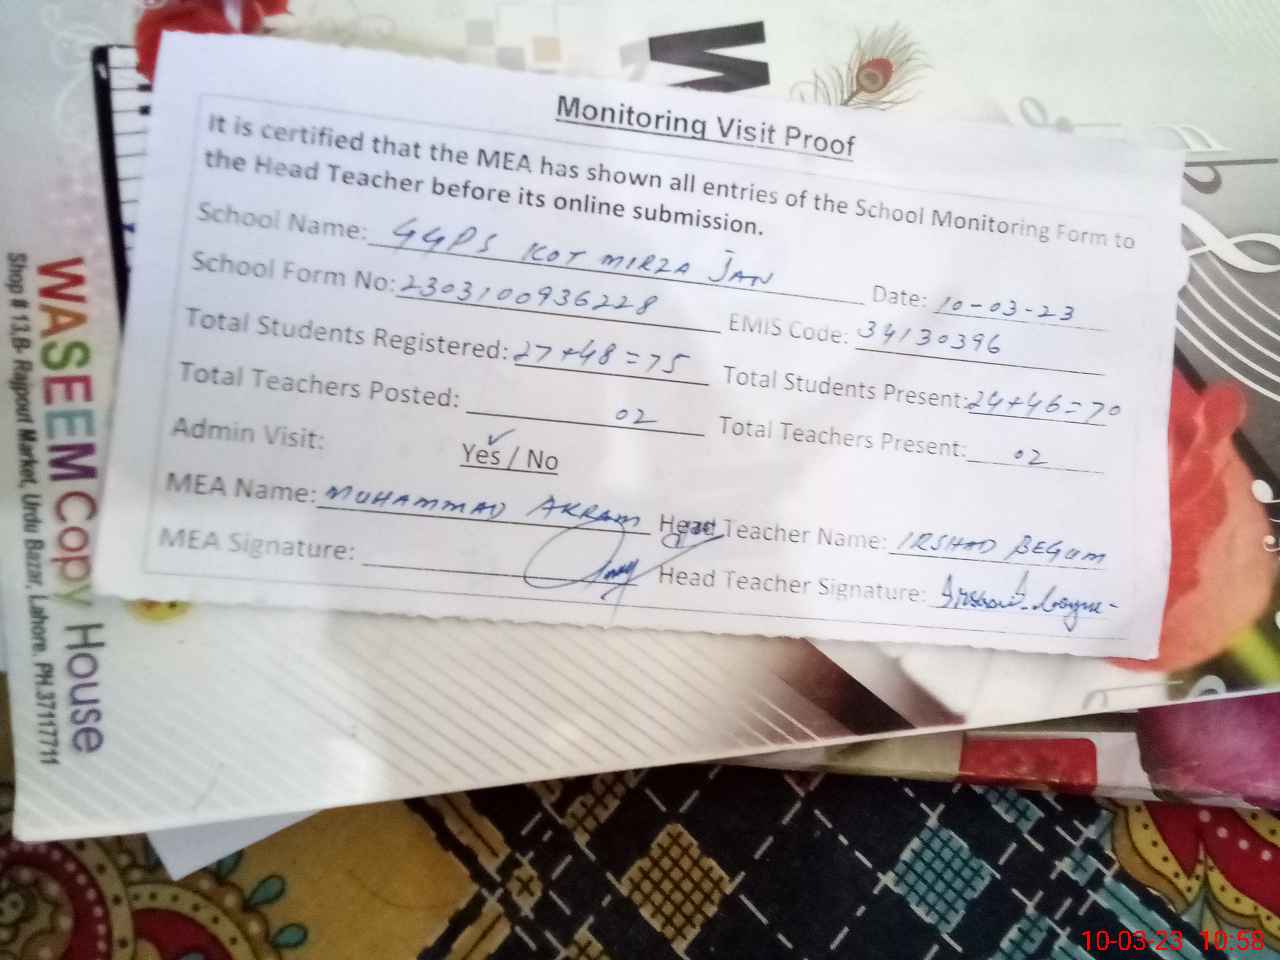 Monitoring Visit Proof
It is certified that the MEA has shown all entries of the School Monitoring Form to
the Head Teacher before its online submission.
School Name: GGPS KOT MIRZA JAN Date: 10-03-23
School Form No: 2303100936228 EMIS Code: 34130396
Total Students Registered: 27+48=75 Total Students Present: 24+46=70
Total Teachers Posted: 02 Total Teachers Present: 02
Admin Visit: Yes / No
MEA Name: MUHAMMAD AKRAM Head Teacher Name: IRSHAD BEGUM
MEA Signature: Head Teacher Signature:
WASEEM Copy House
Shop # 13,B- Rajpout Market, Urdu Bazar, Lahore. PH.37117711
W
10-03-23 10:58